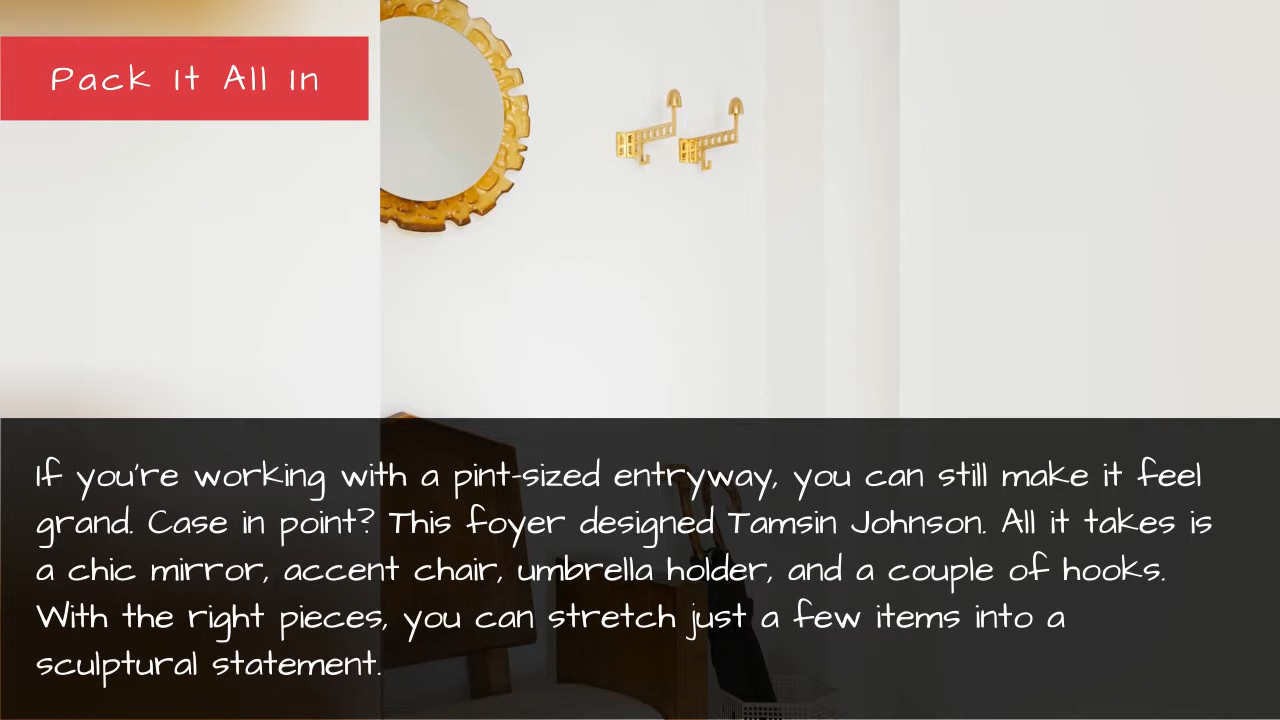 Pack It All In
If you're working with a pint-sized entryway, you can still make it feel
grand. Case in point? This foyer designed Tamsin Johnson. All it takes is
a chic mirror, accent chair, umbrella holder, and a couple of hooks.
With the right pieces, you can stretch just a few items into a
sculptural statement.